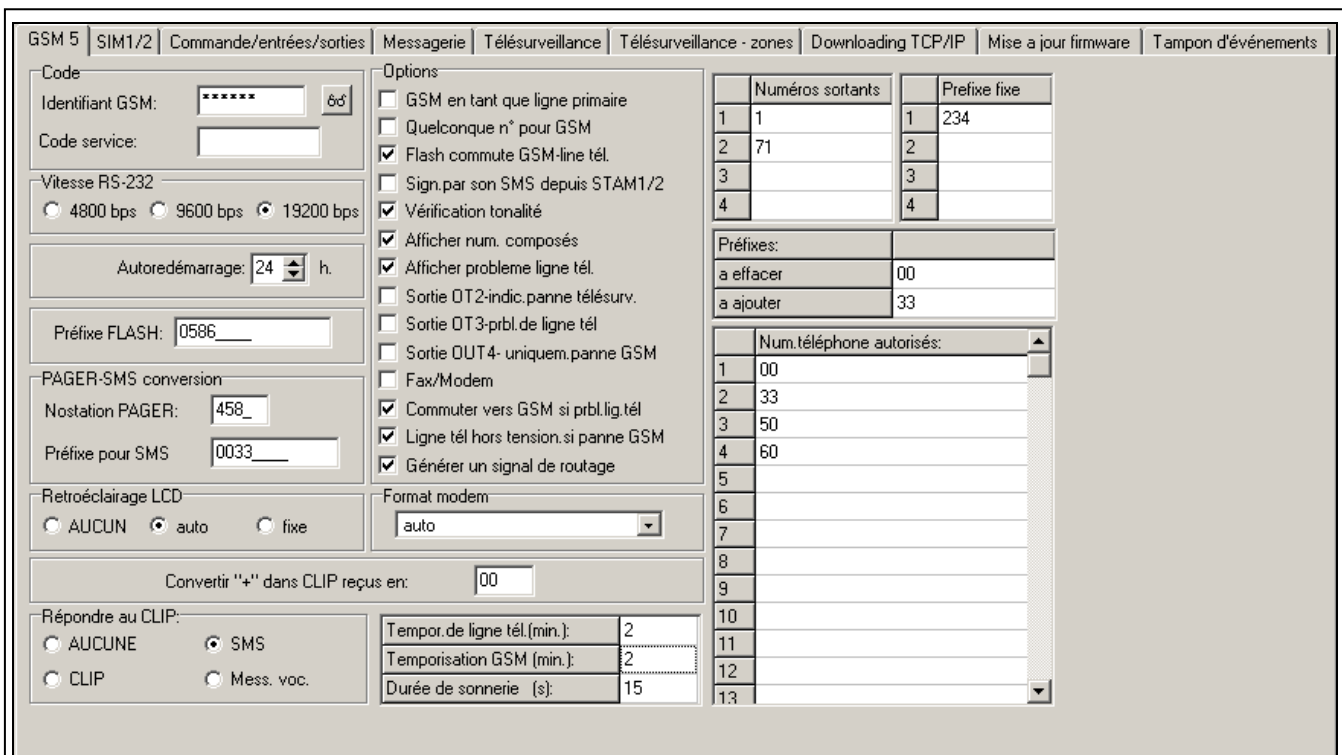 GSM 5 SIM1/2 Commande/entrées/sorties Messagerie Télésurveillance Télésurveillance - zones Downloading TCP/IP Mise a jour firmware Tampon d'événements
Code
Identifiant GSM: ******
Code service:
Vitesse RS-232
4800 bps 9600 bps 19200 bps
Autoredémarrage: 24 h.
Préfixe FLASH: 0586____
PAGER-SMS conversion
Nostation PAGER: 458_
Préfixe pour SMS 0033____
Retroéclairage LCD
AUCUN auto fixe
Convertir "+" dans CLIP reçus en: 00
Répondre au CLIP:
AUCUNE SMS
CLIP Mess. voc.
Options
GSM en tant que ligne primaire
Quelconque n° pour GSM
Flash commute GSM-line tél.
Sign.par son SMS depuis STAM1/2
Vérification tonalité
Afficher num. composés
Afficher probleme ligne tél.
Sortie OT2-indic.panne télésurv.
Sortie OT3-prbl.de ligne tél
Sortie OUT4- uniquem.panne GSM
Fax/Modem
Commuter vers GSM si prbl.lig.tél
Ligne tél hors tension.si panne GSM
Générer un signal de routage
Format modem
auto
Tempor.de ligne tél.(min.): 2
Temporisation GSM (min.): 2
Durée de sonnerie (s): 15
Numéros sortants
1 1
2 71
3
4
Prefixe fixe
1 234
2
3
4
Préfixes:
a effacer 00
a ajouter 33
Num.téléphone autorisés:
1 00
2 33
3 50
4 60
5
6
7
8
9
10
11
12
13